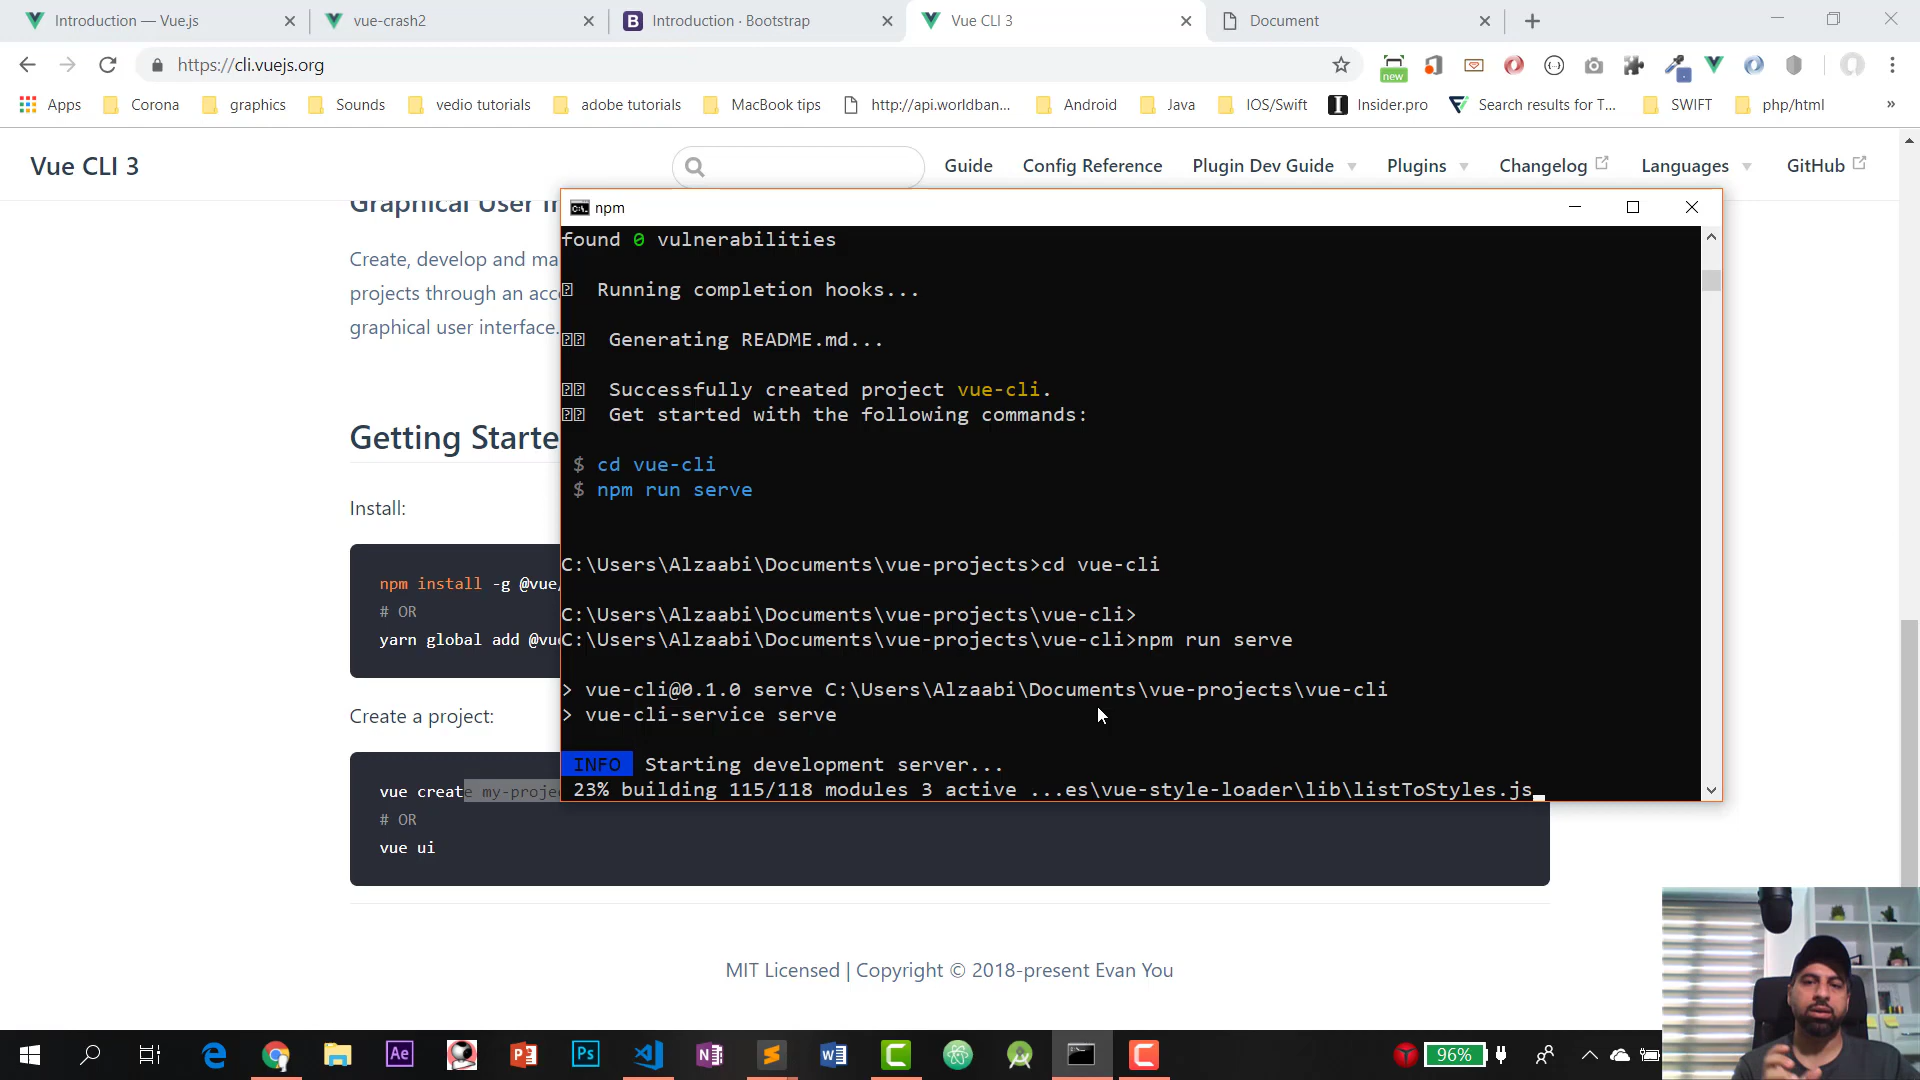 Introduction — Vue.js
vue-crash2
Introduction · Bootstrap
Vue CLI 3
Document
https://cli.vuejs.org
new
Apps
Corona
graphics
Sounds
vedio tutorials
adobe tutorials
MacBook tips
http://api.worldban...
Android
Java
IOS/Swift
Insider.pro
Search results for T...
SWIFT
php/html
»
Vue CLI 3
Guide
Config Reference
Plugin Dev Guide
Plugins
Changelog
Languages
GitHub
Graphical User In
Create, develop and ma
projects through an acc
graphical user interface.
Getting Starte
Install:
npm install -g @vue/
# OR
yarn global add @vue
Create a project:
vue create my-projec
# OR
vue ui
MIT Licensed | Copyright © 2018-present Evan You
npm
found 0 vulnerabilities
Running completion hooks...
Generating README.md...
Successfully created project vue-cli.
Get started with the following commands:
$ cd vue-cli
$ npm run serve
C:\Users\Alzaabi\Documents\vue-projects>cd vue-cli
C:\Users\Alzaabi\Documents\vue-projects\vue-cli>
C:\Users\Alzaabi\Documents\vue-projects\vue-cli>npm run serve
> vue-cli@0.1.0 serve C:\Users\Alzaabi\Documents\vue-projects\vue-cli
> vue-cli-service serve
INFO Starting development server...
23% building 115/118 modules 3 active ...es\vue-style-loader\lib\listToStyles.js
96%